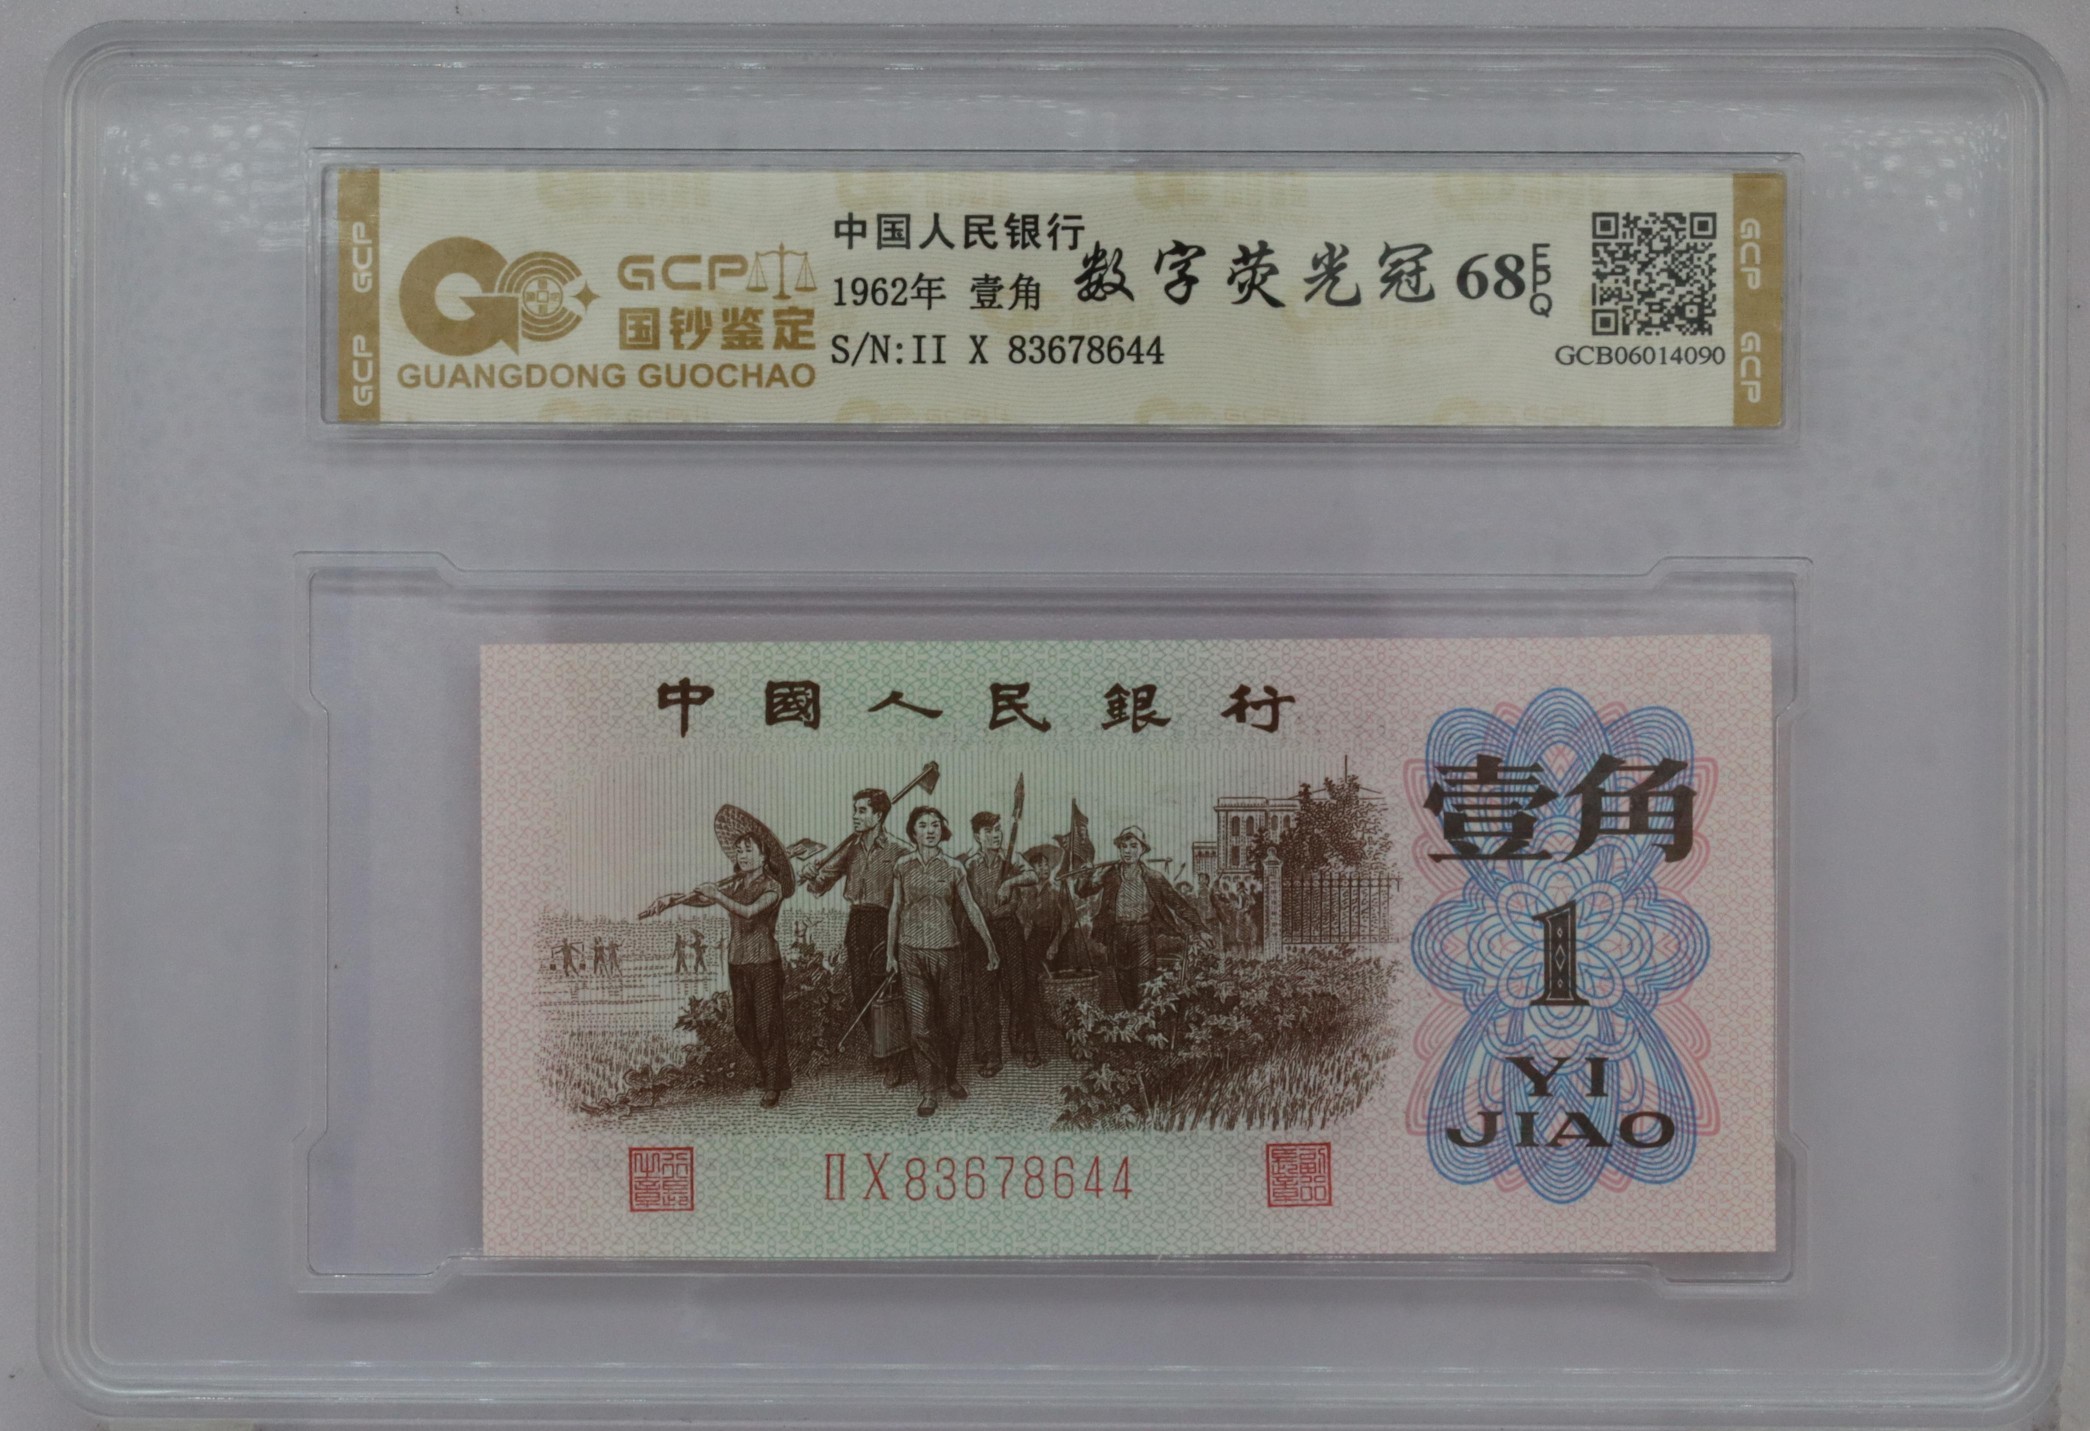 GCP GCP
GCP 国钞鉴定
GUANGDONG GUOCHAO
中国人民银行
1962年 壹角 数字荧光冠 68 EPQ
S/N:II X 83678644
GCB06014090
GCP GCP
中國人民銀行
壹角
1
YI
JIAO
II X 83678644